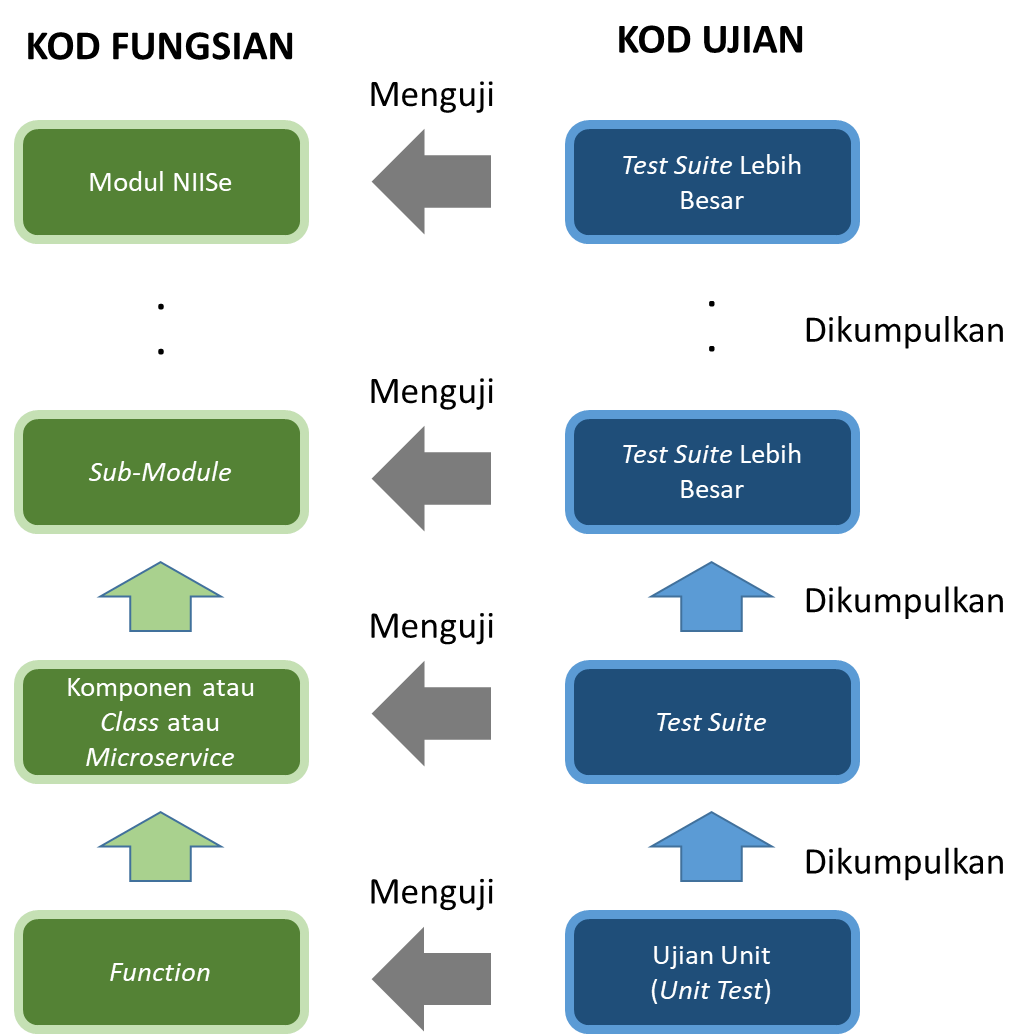 KOD FUNGSIAN
KOD UJIAN
Menguji
Modul NIISe
Test Suite Lebih
Besar
.
.
.
.
Dikumpulkan
Menguji
Sub-Module
Test Suite Lebih
Besar
Dikumpulkan
Menguji
Komponen atau
Class atau
Microservice
Test Suite
Dikumpulkan
Menguji
Function
Ujian Unit
(Unit Test)